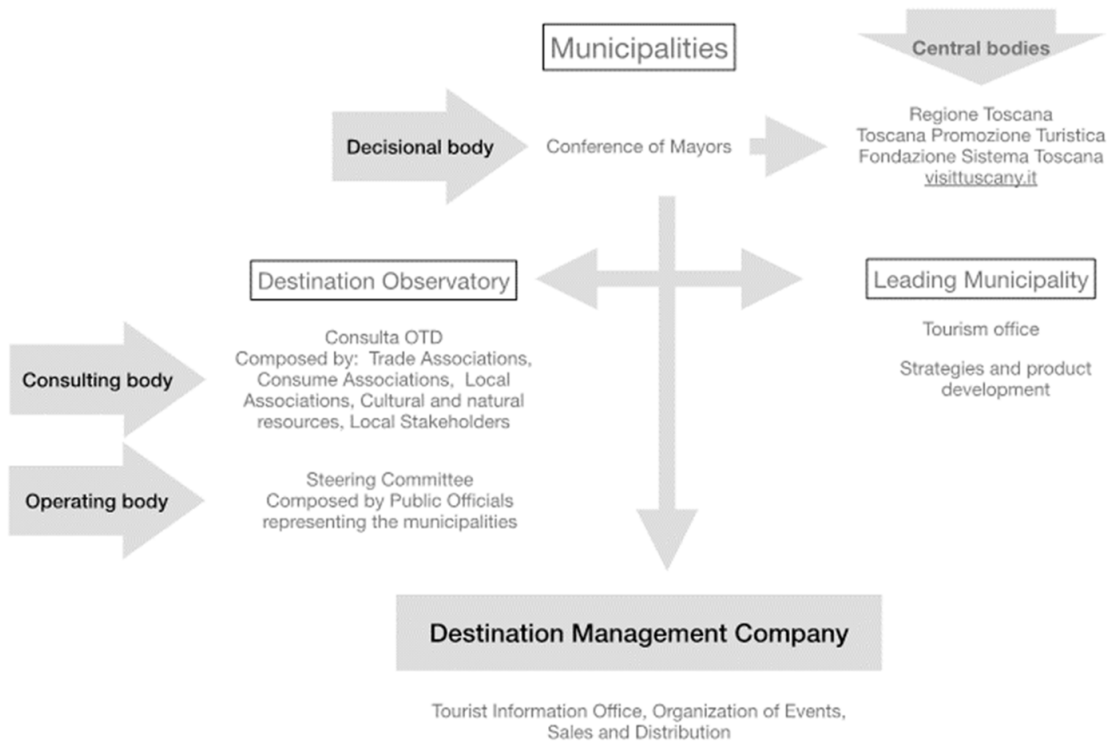 Municipalities
Central bodies
Decisional body
Conference of Mayors
Regione Toscana
Toscana Promozione Turistica
Fondazione Sistema Toscana
visittuscany.it
Destination Observatory
Leading Municipality
Consulting body
Consulta OTD
Composed by: Trade Associations,
Consume Associations, Local
Associations, Cultural and natural
resources, Local Stakeholders
Tourism office
Strategies and product
development
Operating body
Steering Committee
Composed by Public Officials
representing the municipalities
Destination Management Company
Tourist Information Office, Organization of Events,
Sales and Distribution